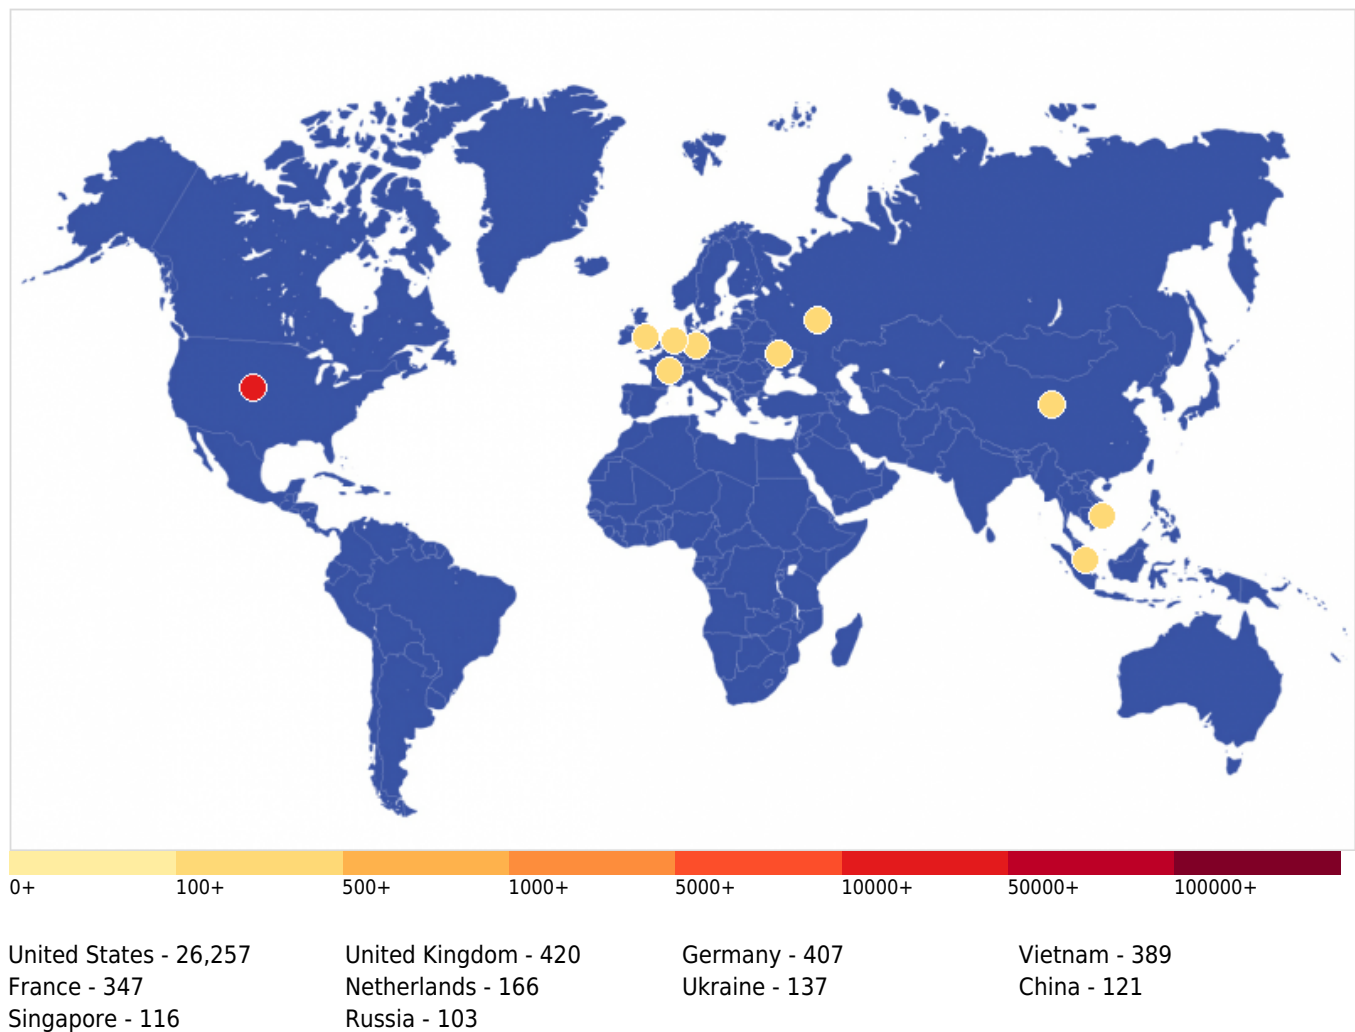 0+ 100+ 500+ 1000+ 5000+ 10000+ 50000+ 100000+
United States - 26,257 United Kingdom - 420 Germany - 407 Vietnam - 389
France - 347 Netherlands - 166 Ukraine - 137 China - 121
Singapore - 116 Russia - 103